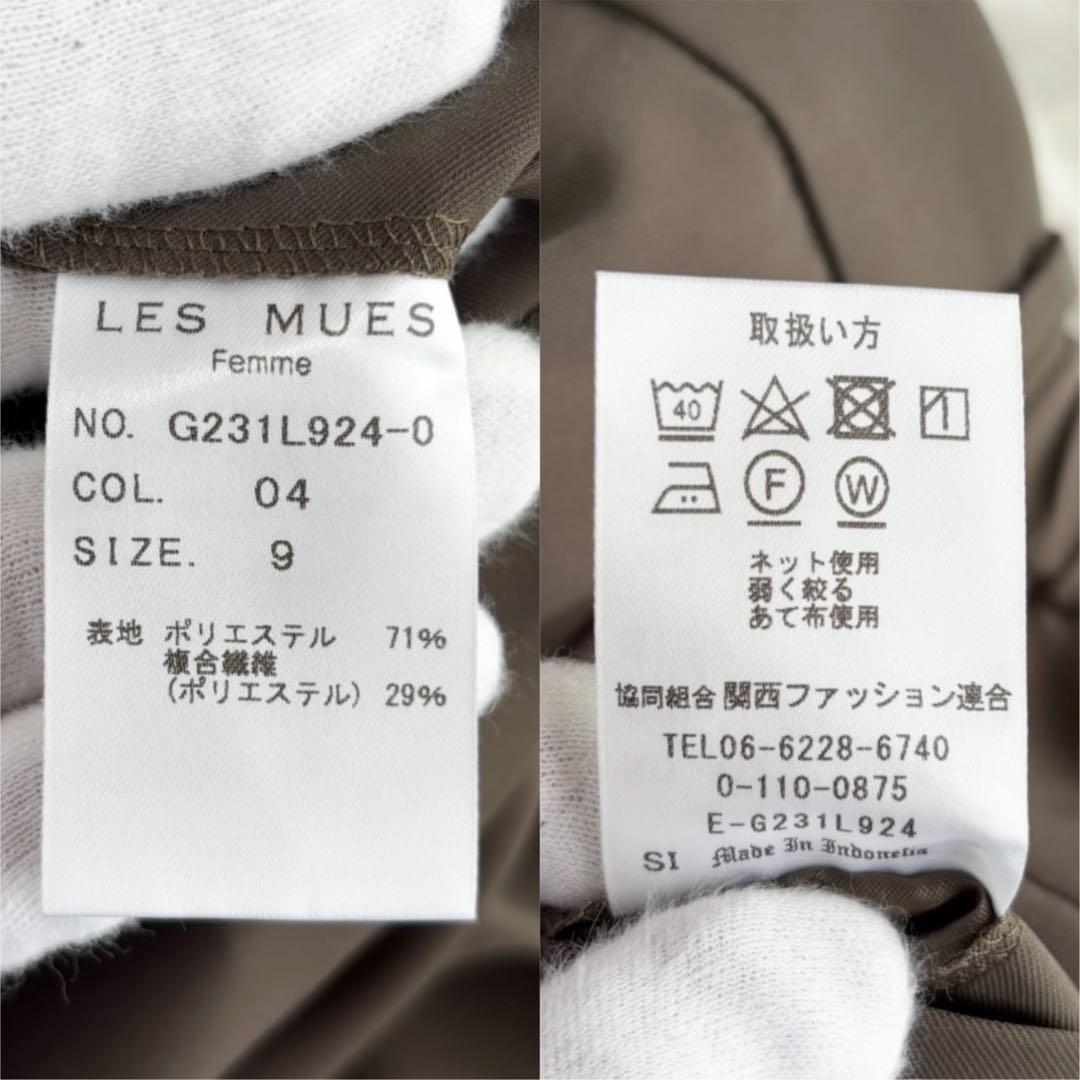 LES MUES
Femme
NO. G231L924-0
COL. 04
SIZE. 9
表地 ポリエステル 71%
複合繊維
(ポリエステル) 29%
取扱い方
40
F W
ネット使用
弱く絞る
あて布使用
協同組合 関西ファッション連合
TEL06-6228-6740
0-110-0875
E-G231L924
SI Made In Indonesia